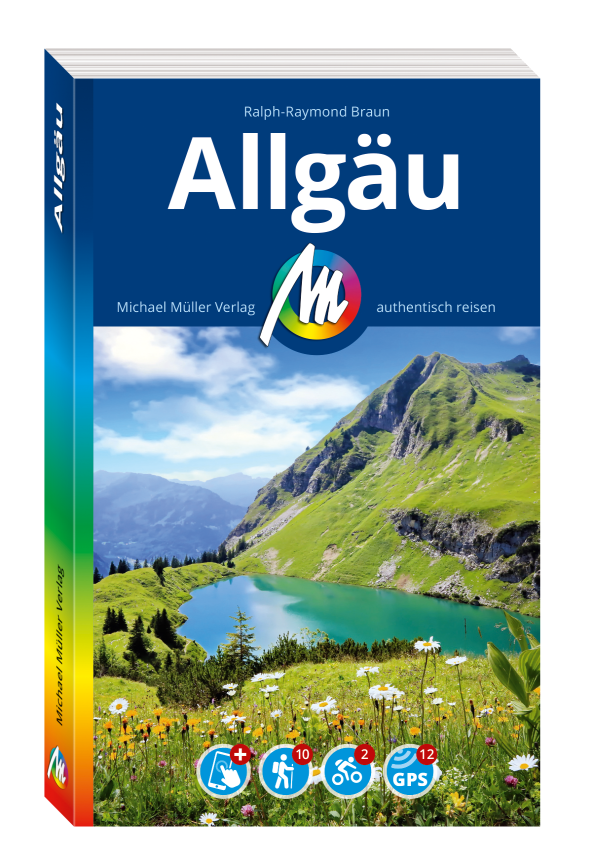 Ralph-Raymond Braun
Allgäu
Michael Müller Verlag
authentisch reisen
Allgäu
Michael Müller Verlag
+
10
2
12
GPS